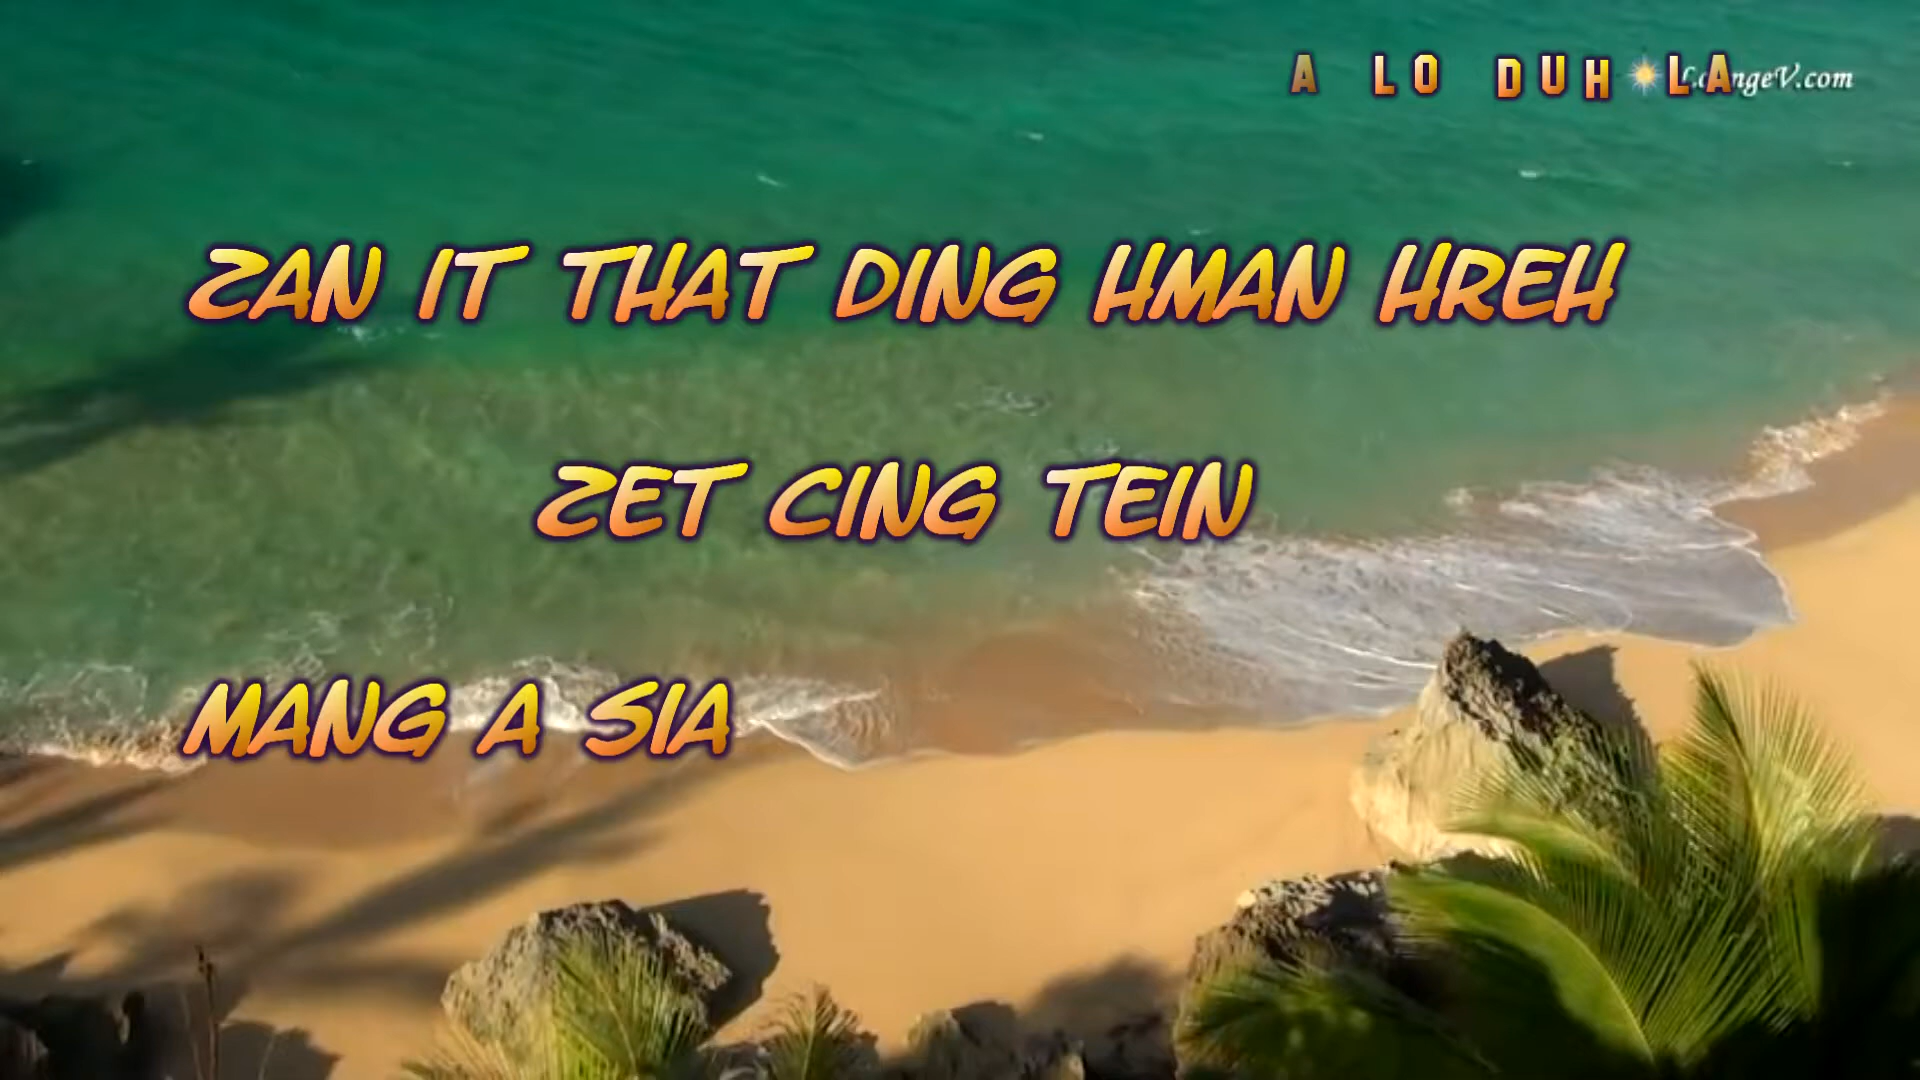 A LO DUH LA
ZAN IT THAT DING HMAN HREH
ZET CING TEIN
MANG A SIA